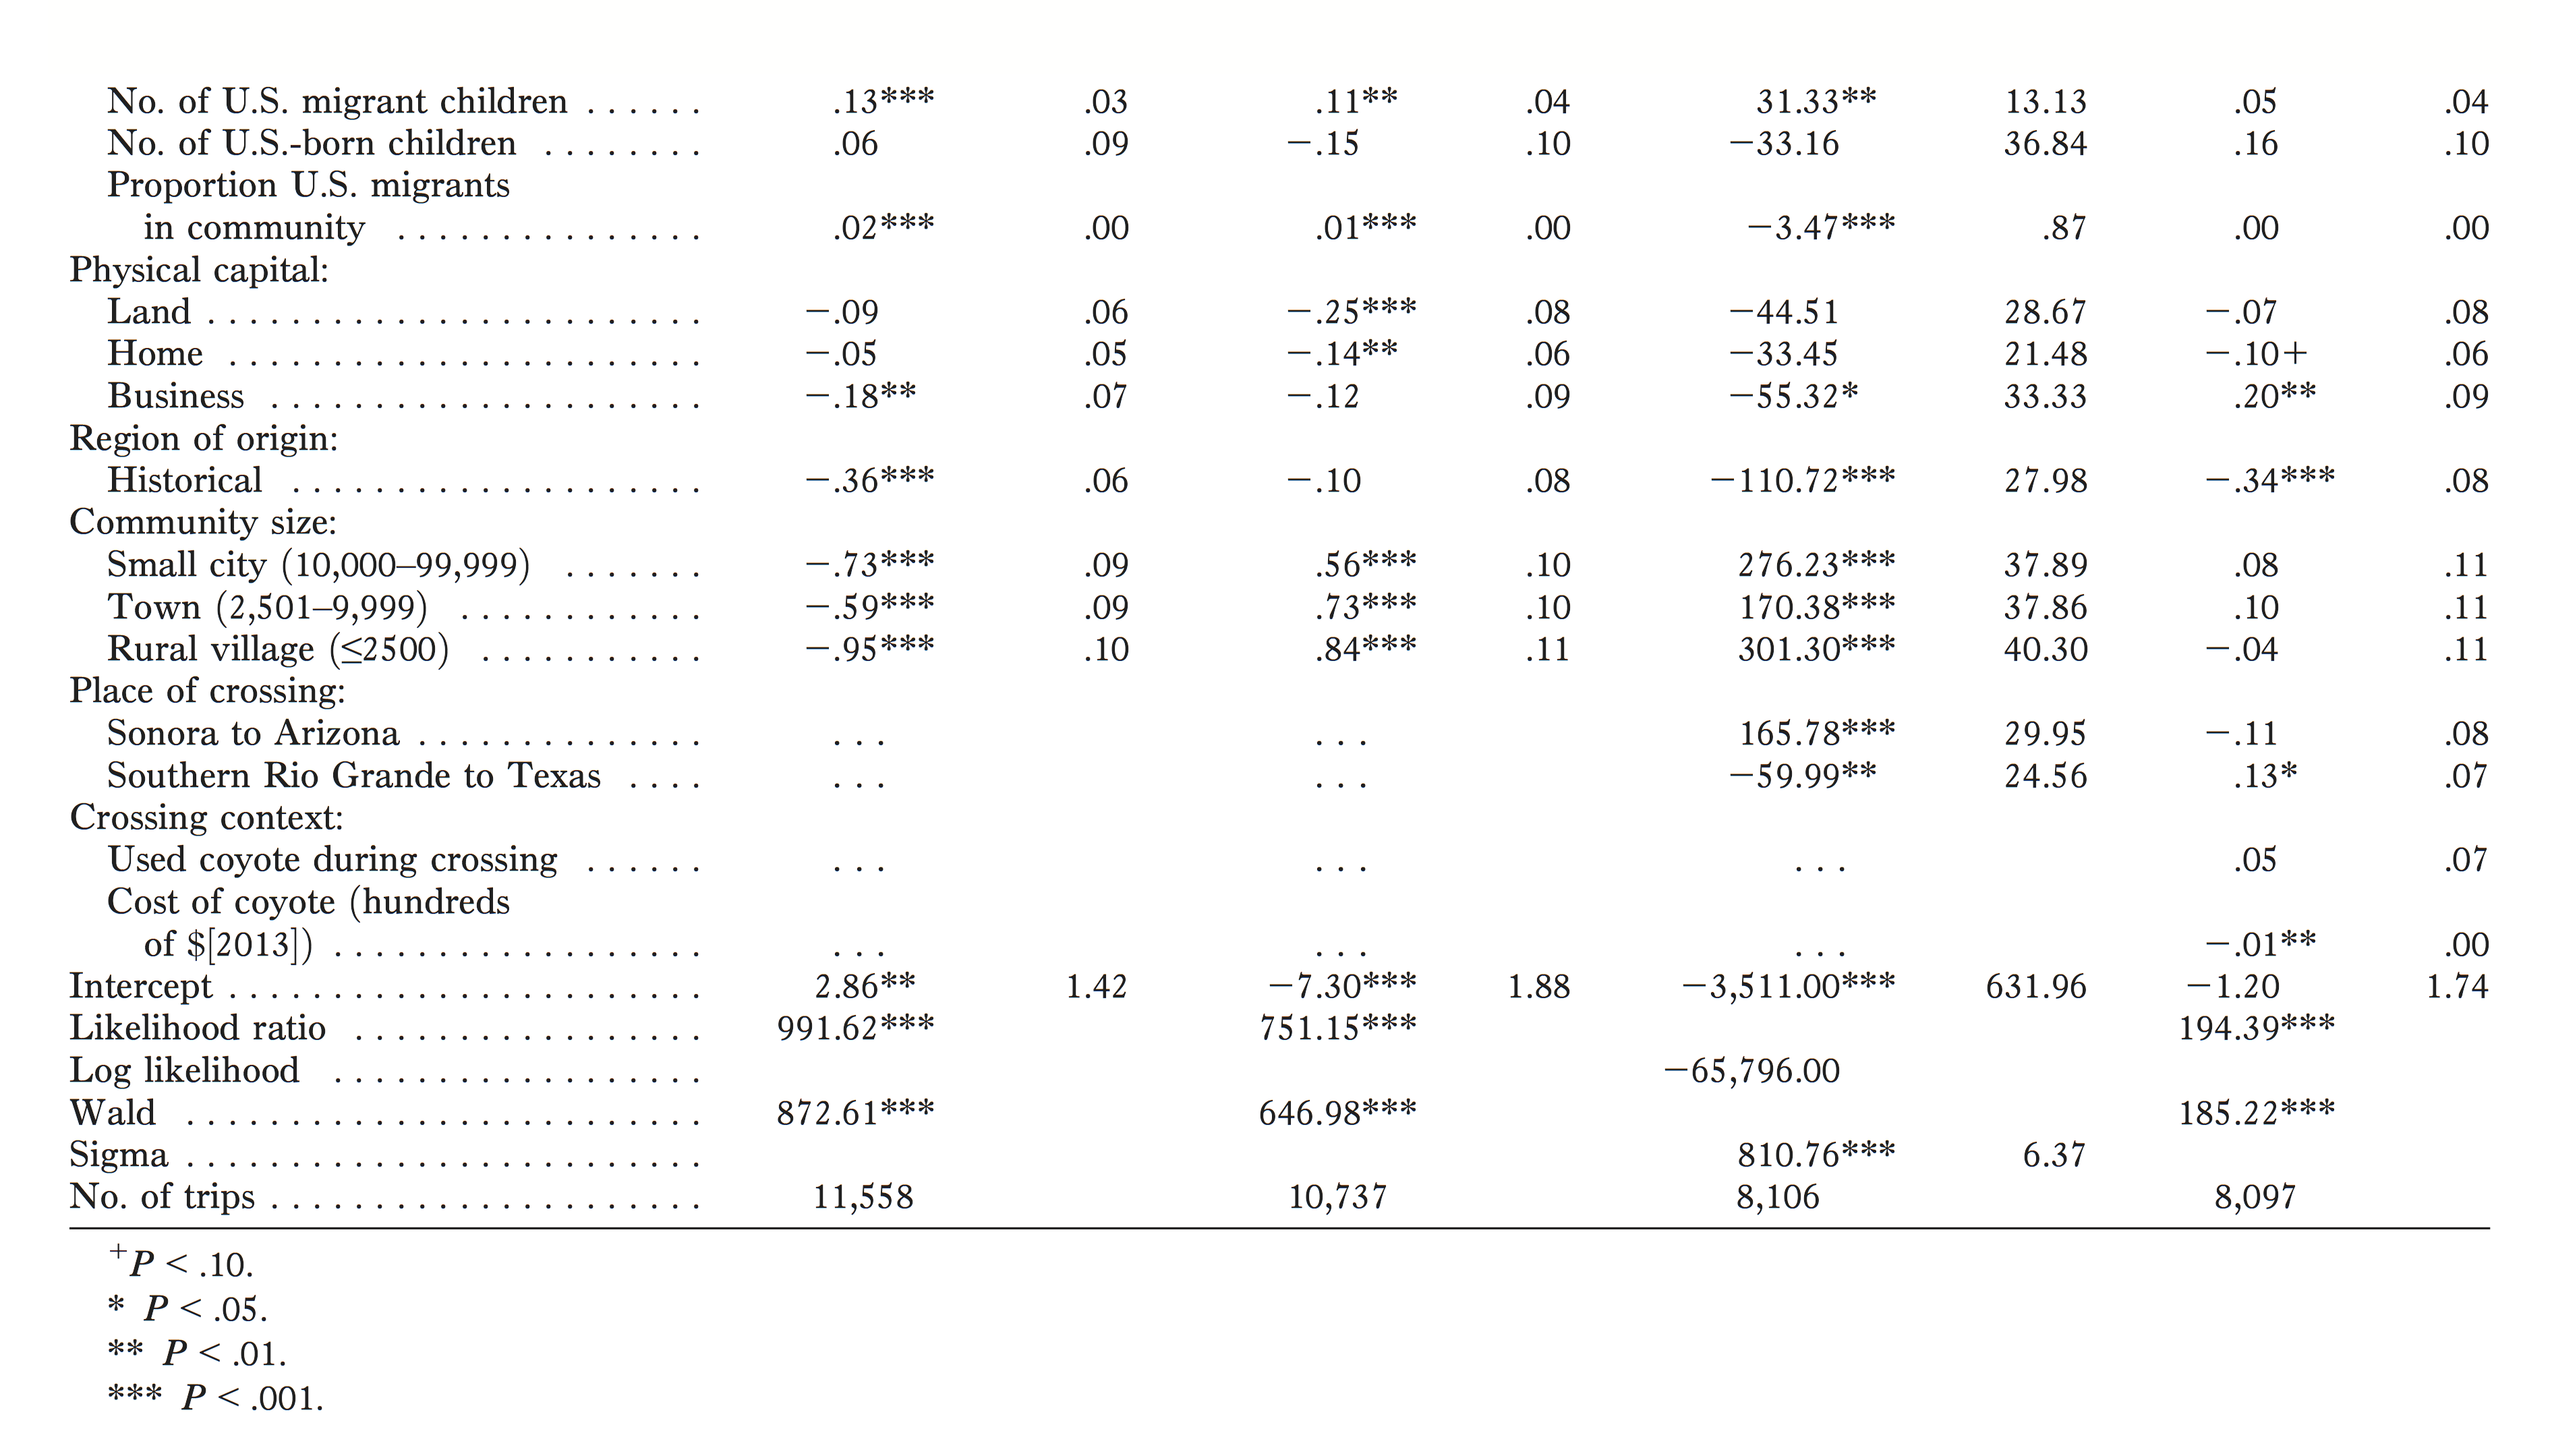 No. of U.S. migrant children . . . . . . .13*** .03 .11** .04 31.33** 13.13 .05 .04
No. of U.S.-born children . . . . . . . . .06 .09 −.15 .10 −33.16 36.84 .16 .10
Proportion U.S. migrants
in community . . . . . . . . . . . . . . . .02*** .00 .01*** .00 −3.47*** .87 .00 .00
Physical capital:
Land . . . . . . . . . . . . . . . . . . . . . . . . −.09 .06 −.25*** .08 −44.51 28.67 −.07 .08
Home . . . . . . . . . . . . . . . . . . . . . . . −.05 .05 −.14** .06 −33.45 21.48 −.10+ .06
Business . . . . . . . . . . . . . . . . . . . . . −.18** .07 −.12 .09 −55.32* 33.33 .20** .09
Region of origin:
Historical . . . . . . . . . . . . . . . . . . . . −.36*** .06 −.10 .08 −110.72*** 27.98 −.34*** .08
Community size:
Small city (10,000–99,999) . . . . . . . −.73*** .09 .56*** .10 276.23*** 37.89 .08 .11
Town (2,501–9,999) . . . . . . . . . . . . −.59*** .09 .73*** .10 170.38*** 37.86 .10 .11
Rural village (≤2500) . . . . . . . . . . . −.95*** .10 .84*** .11 301.30*** 40.30 −.04 .11
Place of crossing:
Sonora to Arizona . . . . . . . . . . . . . . . . . . . . 165.78*** 29.95 −.11 .08
Southern Rio Grande to Texas . . . . . . . . . . −59.99** 24.56 .13* .07
Crossing context:
Used coyote during crossing . . . . . . . . . . . . . . . .05 .07
Cost of coyote (hundreds
of $[2013]) . . . . . . . . . . . . . . . . . . . . . . . . . . . −.01** .00
Intercept . . . . . . . . . . . . . . . . . . . . . . . 2.86** 1.42 −7.30*** 1.88 −3,511.00*** 631.96 −1.20 1.74
Likelihood ratio . . . . . . . . . . . . . . . . . 991.62*** 751.15*** 194.39***
Log likelihood . . . . . . . . . . . . . . . . . . −65,796.00
Wald . . . . . . . . . . . . . . . . . . . . . . . . . 872.61*** 646.98*** 185.22***
Sigma . . . . . . . . . . . . . . . . . . . . . . . . . 810.76*** 6.37
No. of trips . . . . . . . . . . . . . . . . . . . . . 11,558 10,737 8,106 8,097
+P < .10.
* P < .05.
** P < .01.
*** P < .001.